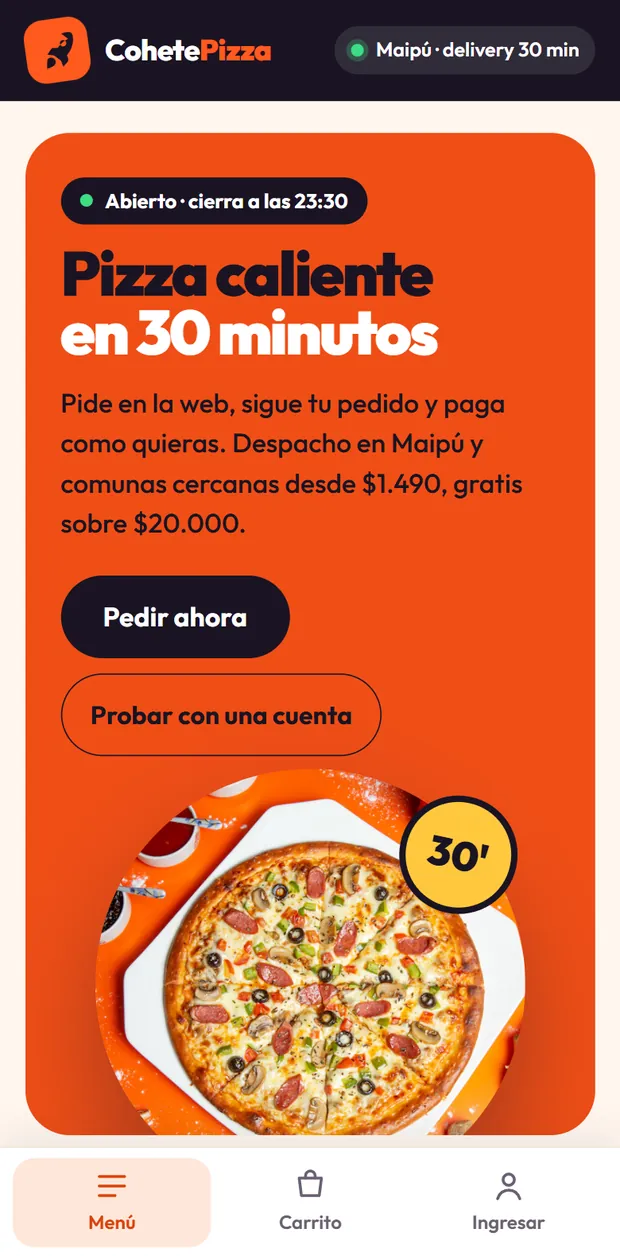 CohetePizza
Maipú · delivery 30 min
Abierto · cierra a las 23:30
Pizza caliente
en 30 minutos
Pide en la web, sigue tu pedido y paga
como quieras. Despacho en Maipú y
comunas cercanas desde $1.490, gratis
sobre $20.000.
Pedir ahora
Probar con una cuenta
30'
Menú
Carrito
Ingresar